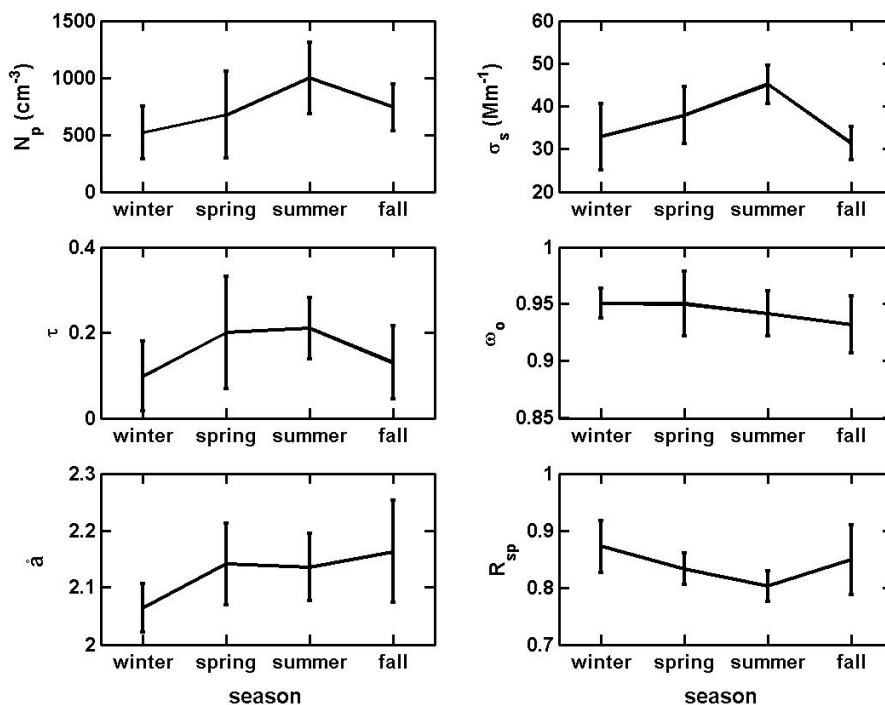 N_p (cm^-3)
1500
1000
500
0
winter spring summer fall
σ_s (Mm^-1)
60
50
40
30
20
winter spring summer fall
τ
0.4
0.2
0
winter spring summer fall
ω_o
1
0.95
0.9
0.85
winter spring summer fall
å
2.3
2.2
2.1
2
winter spring summer fall
season
R_sp
1
0.9
0.8
0.7
winter spring summer fall
season